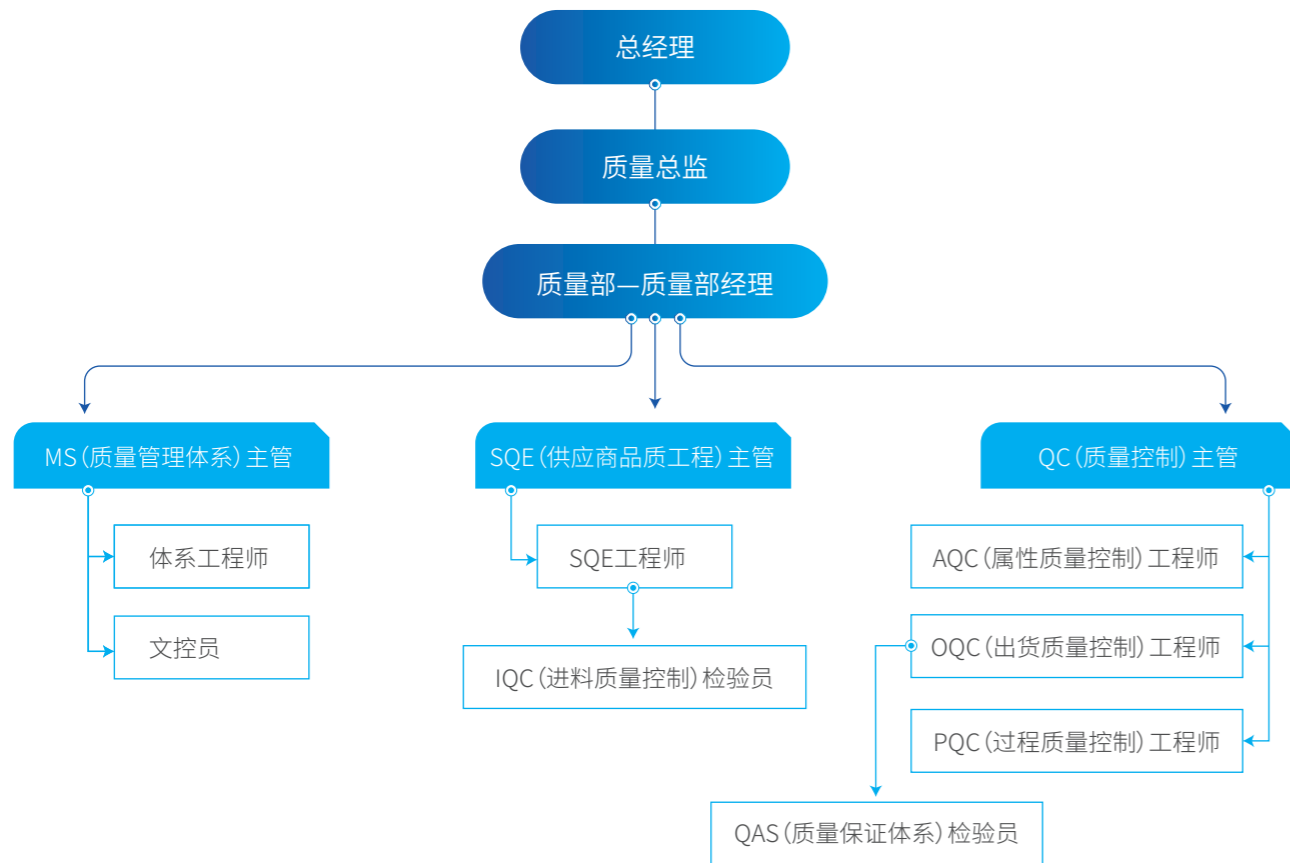 总经理
质量总监
质量部—质量部经理
MS(质量管理体系)主管
SQE(供应商品质工程)主管
QC(质量控制)主管
体系工程师
文控员
SQE工程师
IQC(进料质量控制)检验员
AQC(属性质量控制)工程师
OQC(出货质量控制)工程师
PQC(过程质量控制)工程师
QAS(质量保证体系)检验员